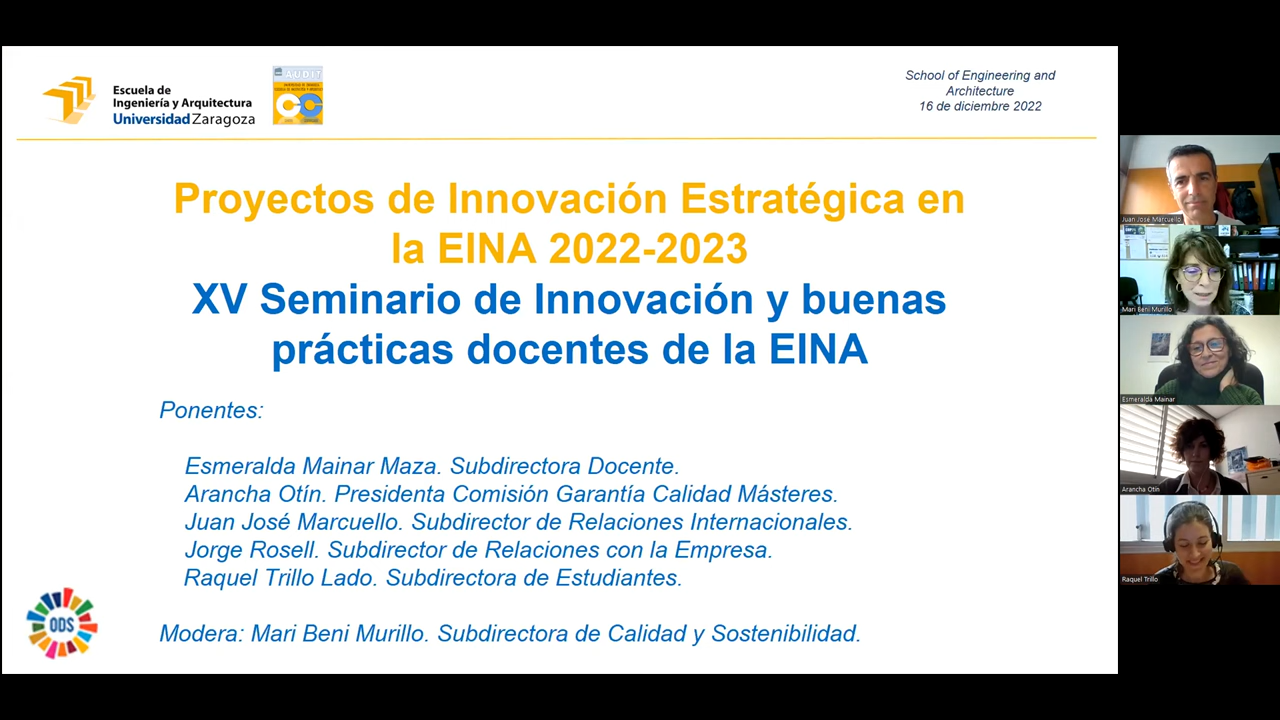 Escuela de
Ingeniería y Arquitectura
Universidad Zaragoza
AUDIT
School of Engineering and
Architecture
16 de diciembre 2022
Proyectos de Innovación Estratégica en
la EINA 2022-2023
XV Seminario de Innovación y buenas
prácticas docentes de la EINA
Ponentes:
Esmeralda Mainar Maza. Subdirectora Docente.
Arancha Otín. Presidenta Comisión Garantía Calidad Másteres.
Juan José Marcuello. Subdirector de Relaciones Internacionales.
Jorge Rosell. Subdirector de Relaciones con la Empresa.
Raquel Trillo Lado. Subdirectora de Estudiantes.
ODS
Modera: Mari Beni Murillo. Subdirectora de Calidad y Sostenibilidad.
Juan José Marcuello
Mari Beni Murillo
Esmeralda Mainar
Arancha Otín
Raquel Trillo